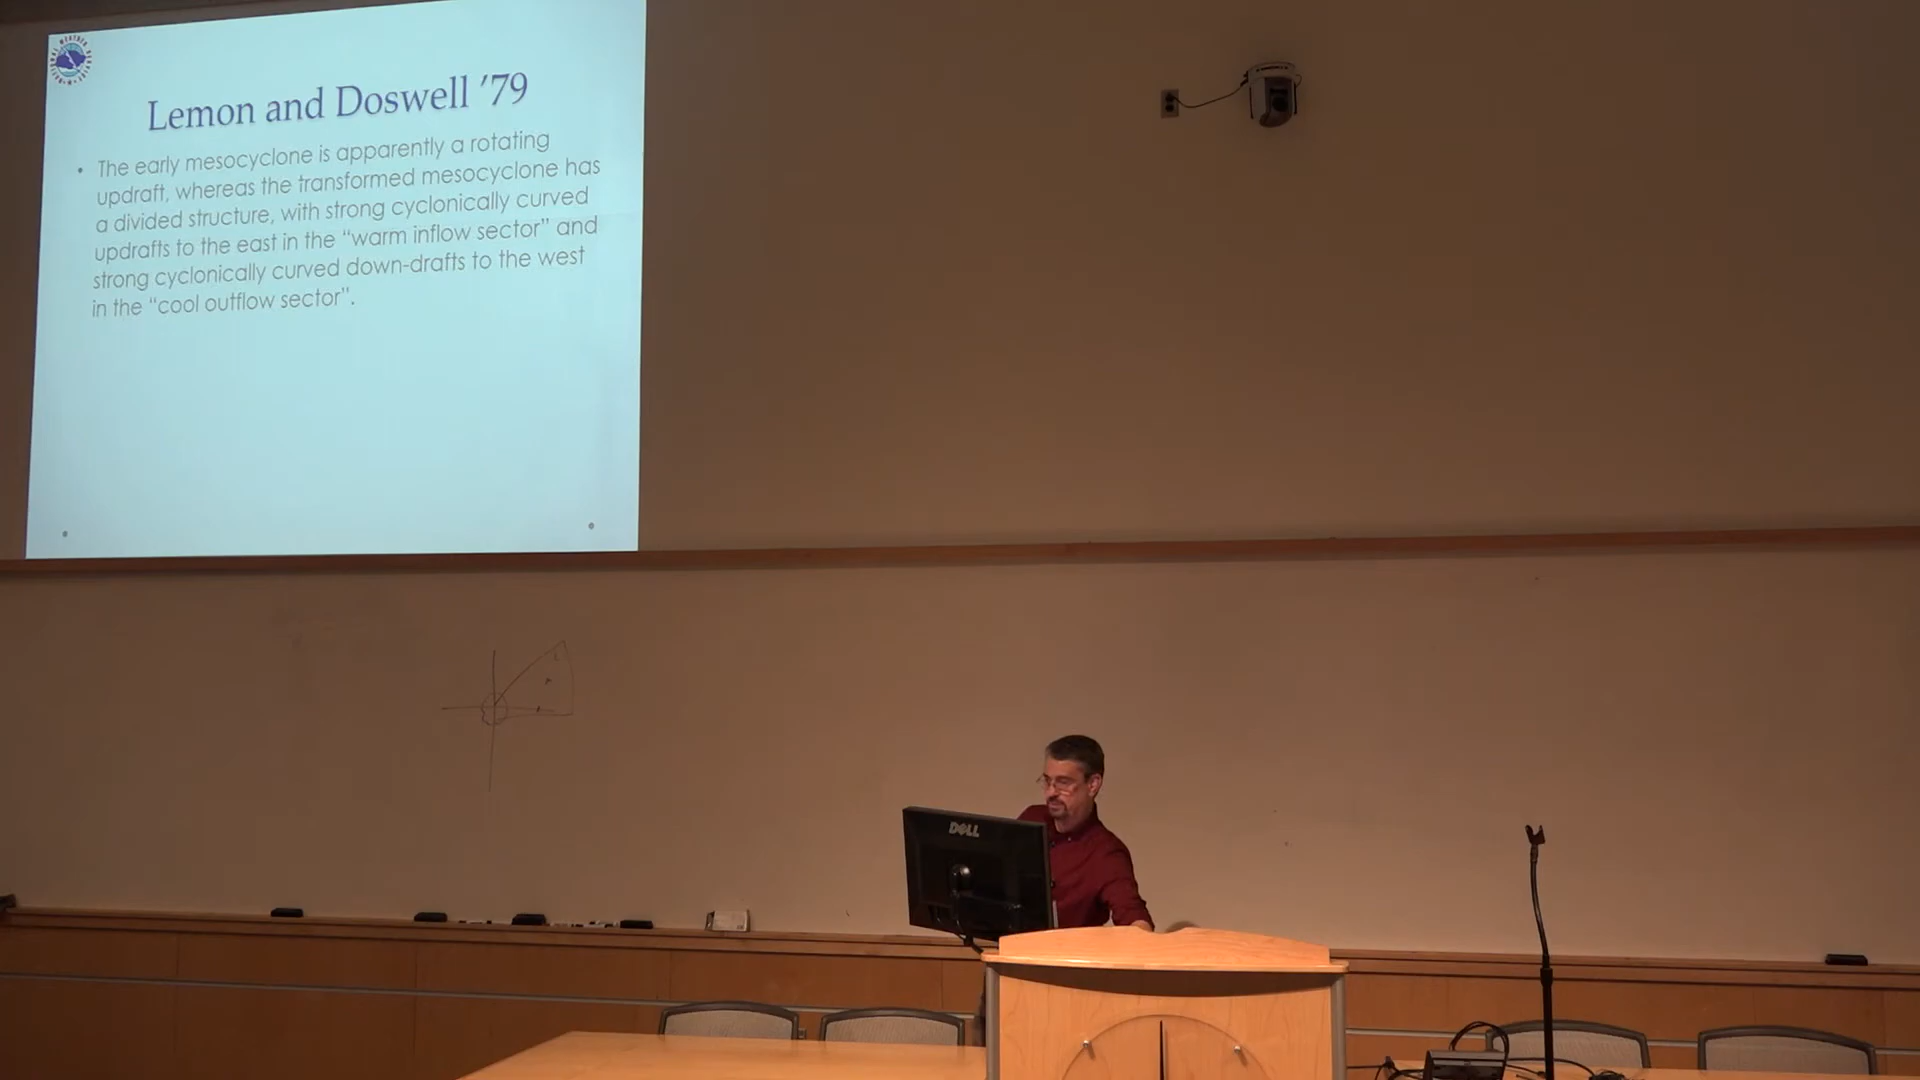 Lemon and Doswell ’79
• The early mesocyclone is apparently a rotating
updraft, whereas the transformed mesocyclone has
a divided structure, with strong cyclonically curved
updrafts to the east in the “warm inflow sector” and
strong cyclonically curved down-drafts to the west
in the “cool outflow sector”.
DELL